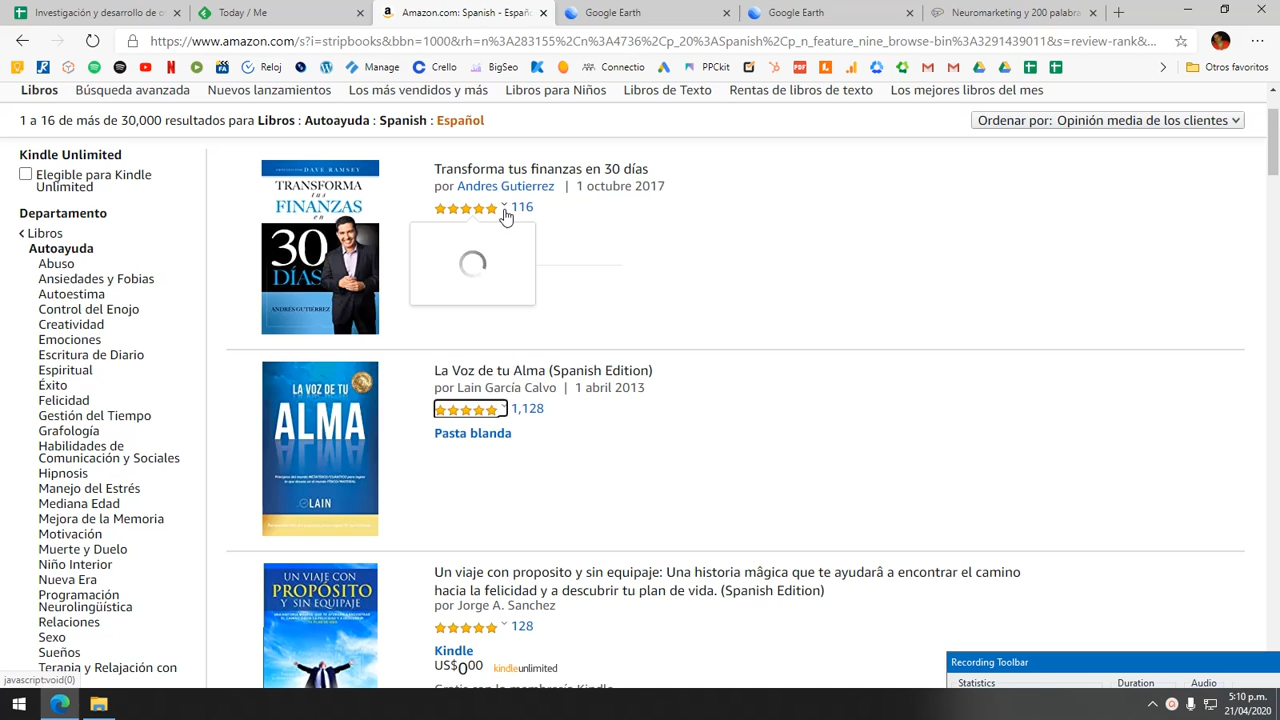 Investigación y desarrollo de o
Today / Me
Amazon.com: Spanish - Españo
Google Earth
Google Earth
Neuromarketing y 200 palabra
https://www.amazon.com/s?i=stripbooks&bbn=1000&rh=n%3A283155%2Cn%3A4736%2Cp_20%3ASpanish%2Cp_n_feature_nine_browse-bin%3A3291439011&s=review-rank&...
Reloj
Manage
Crello
BigSeo
Connectio
PPCkit
Otros favoritos
Libros
Búsqueda avanzada
Nuevos lanzamientos
Los más vendidos y más
Libros para Niños
Libros de Texto
Rentas de libros de texto
Los mejores libros del mes
1 a 16 de más de 30,000 resultados para Libros : Autoayuda : Spanish : Español
Ordenar por: Opinión media de los clientes
Kindle Unlimited
Elegible para Kindle
Unlimited
Departamento
Libros
Autoayuda
Abuso
Ansiedades y Fobias
Autoestima
Control del Enojo
Creatividad
Emociones
Escritura de Diario
Espiritual
Éxito
Felicidad
Gestión del Tiempo
Grafología
Habilidades de
Comunicación y Sociales
Hipnosis
Manejo del Estrés
Mediana Edad
Mejora de la Memoria
Motivación
Muerte y Duelo
Niño Interior
Nueva Era
Programación
Neurolingüística
Relaciones
Sexo
Sueños
Terapia y Relajación con
javascript:void(0)
DAVE RAMSEY
TRANSFORMA
tus
FINANZAS
en
30
DÍAS
ANDRÉS GUTIÉRREZ
Transforma tus finanzas en 30 días
por Andres Gutierrez | 1 octubre 2017
116
LA VOZ DE TU
ALMA
LAIN
La Voz de tu Alma (Spanish Edition)
por Lain García Calvo | 1 abril 2013
1,128
Pasta blanda
UN VIAJE CON
PROPÓSITO
Y SIN EQUIPAJE
Un viaje con proposito y sin equipaje: Una historia mâgica que te ayudarâ a encontrar el camino
hacia la felicidad y a descubrir tu plan de vida. (Spanish Edition)
por Jorge A. Sanchez
128
Kindle
US$0.00 kindleunlimited
Gratis con la membresía Kindle
Recording Toolbar
Statistics
Duration
Audio
5:10 p.m.
21/04/2020